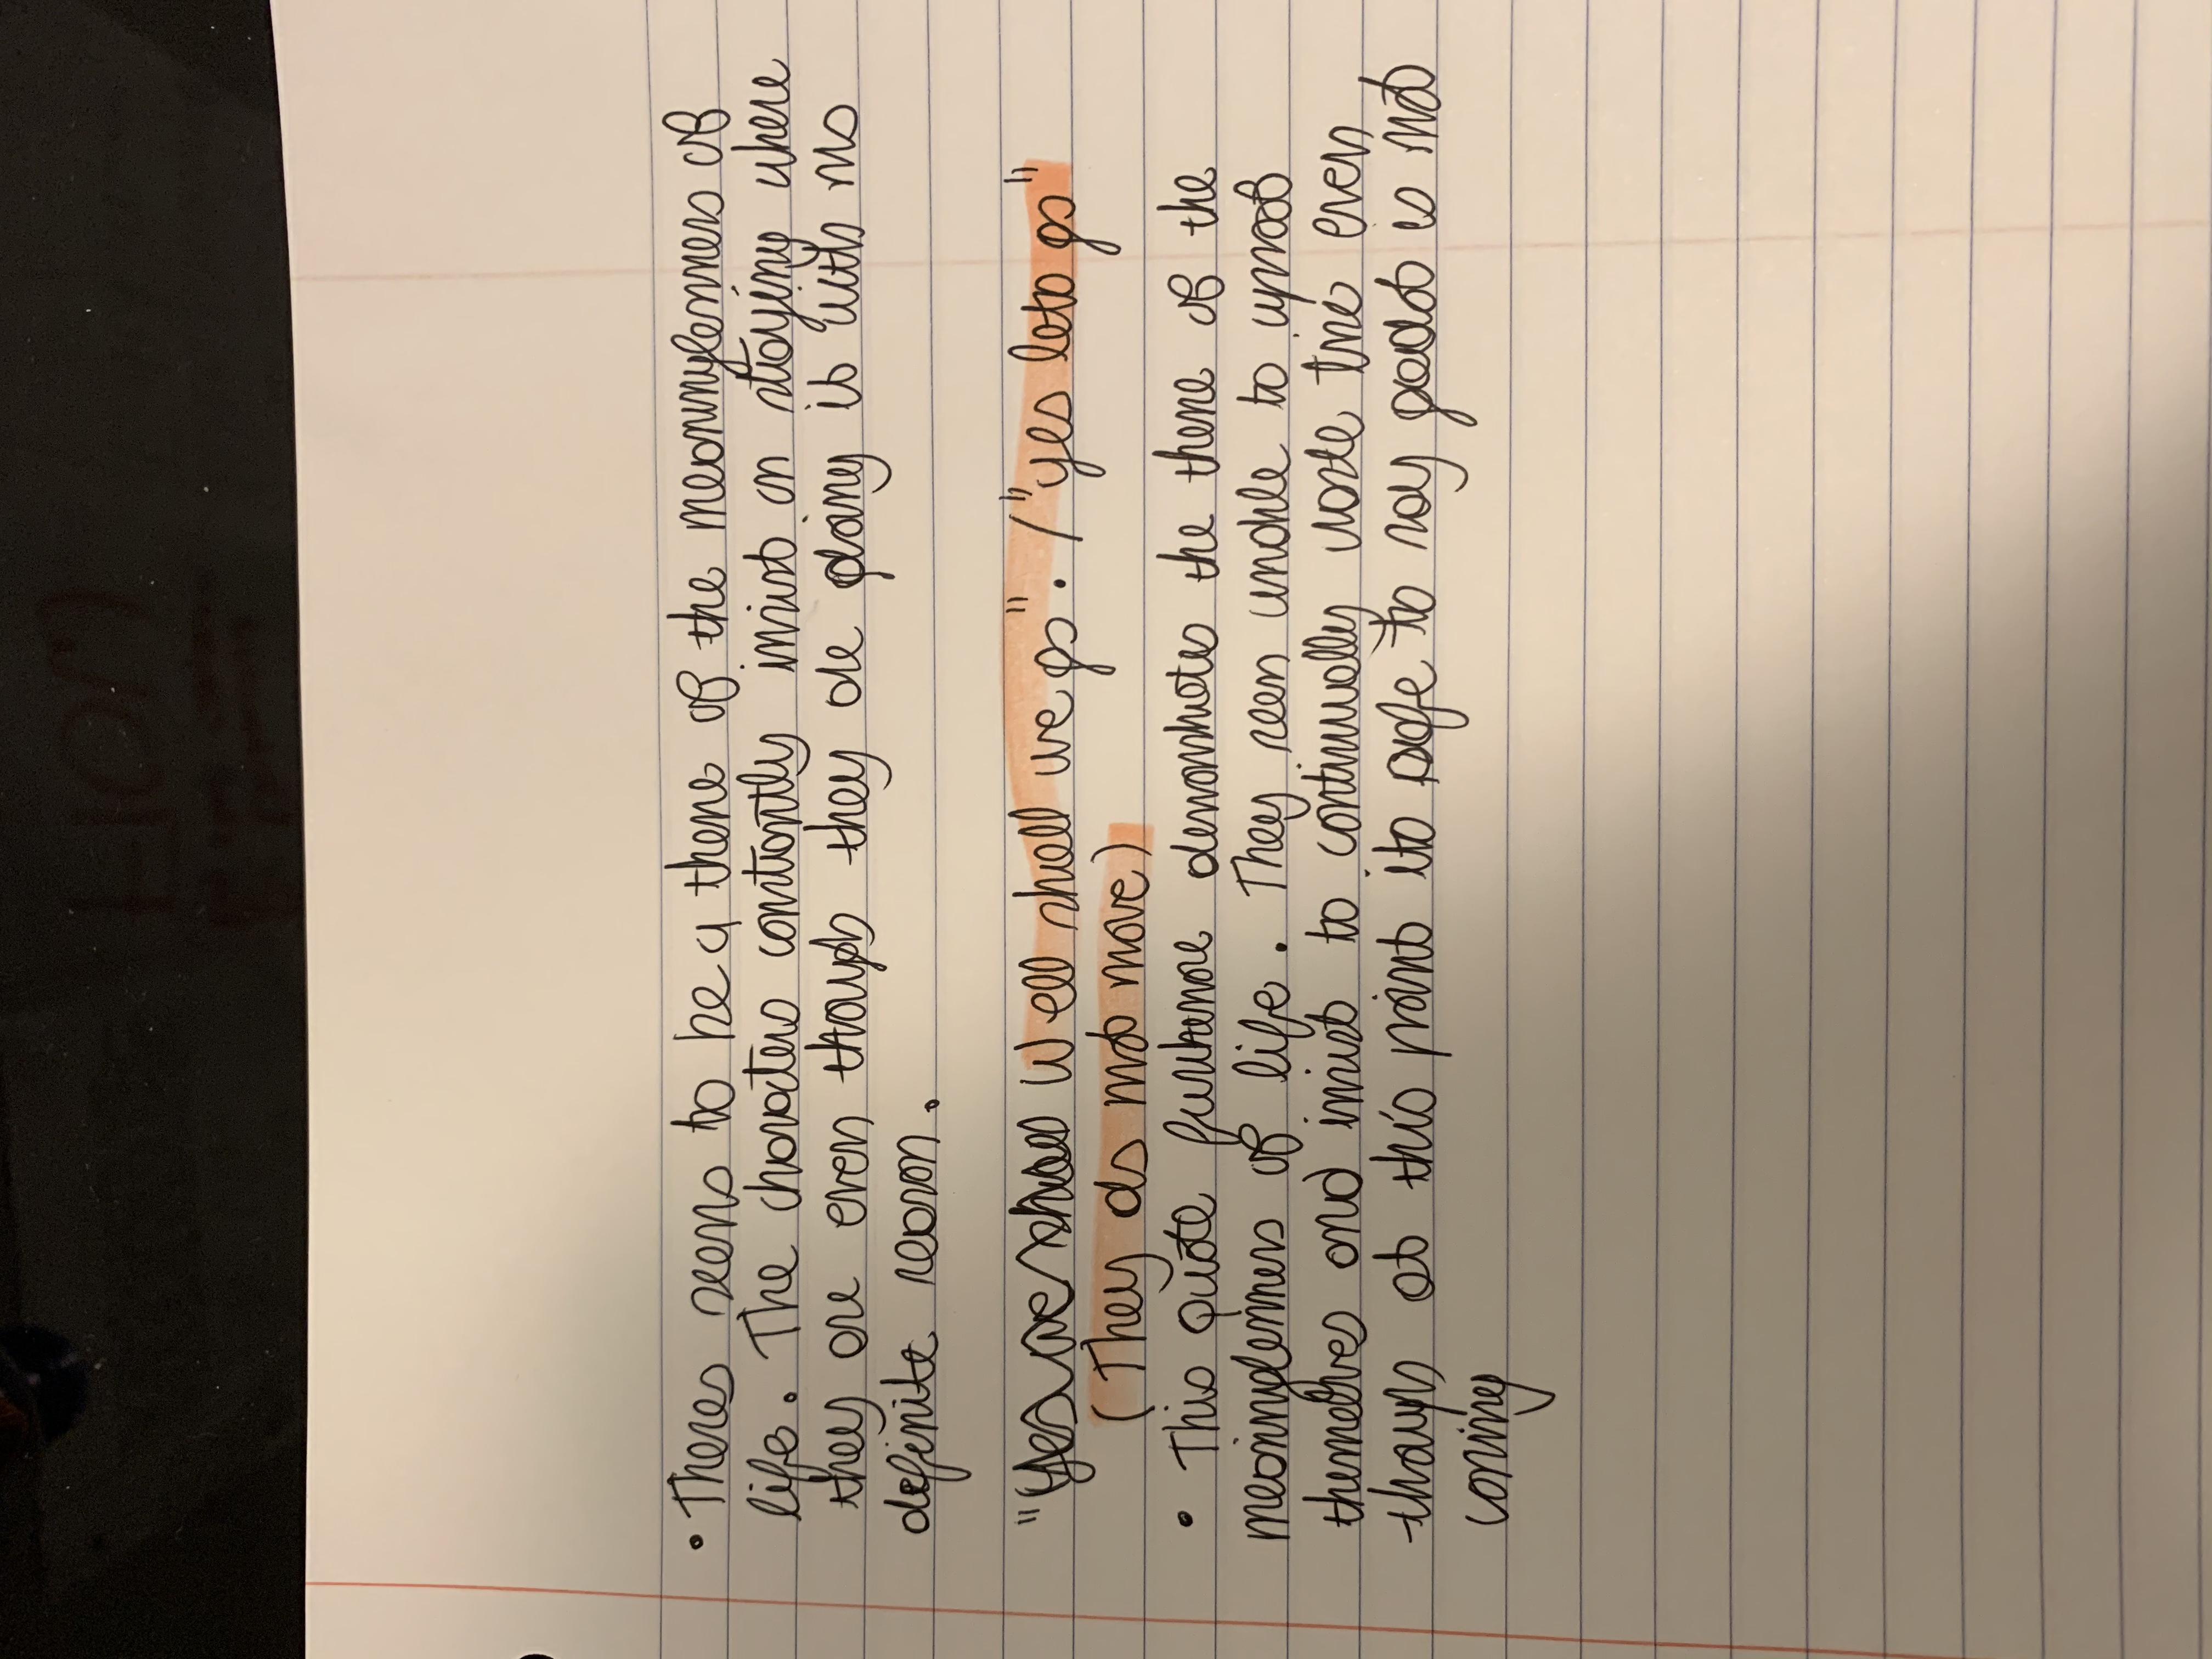 • Theres seems to be a theme of the meaninglessness of
life. The characters constantly insist on staying where
they are even though they are doing it with no
definite reason.
"Yes we shall Well shall we go". / "yes lets go"
(They do not move)
• This quote furthermore demonstrates the theme of the
meaninglessness of life. They seem unable to uproot
themselves and insist to continually waste time even
though at this point its safe to say godot is not
coming